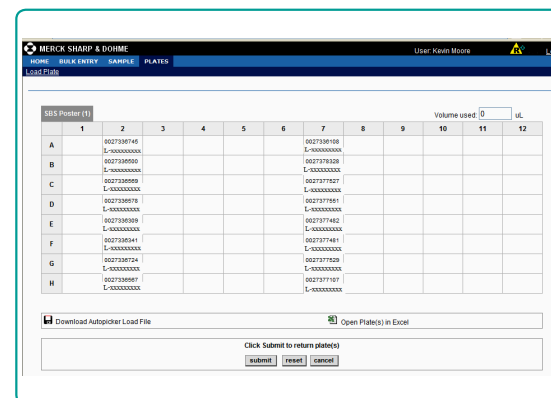 MERCK SHARP & DOHME User: Kevin Moore
HOME BULK ENTRY SAMPLE PLATES
Load Plate
SBS Poster (1) Volume used: 0 uL
1 2 3 4 5 6 7 8 9 10 11 12
A 0027336745 0027336108
L-xxxxxxxxx L-xxxxxxxxx
B 0027336500 0027378328
L-xxxxxxxxx L-xxxxxxxxx
C 0027336569 0027377527
L-xxxxxxxxx L-xxxxxxxxx
D 0027336578 0027377551
L-xxxxxxxxx L-xxxxxxxxx
E 0027336309 0027377482
L-xxxxxxxxx L-xxxxxxxxx
F 0027336341 0027377481
L-xxxxxxxxx L-xxxxxxxxx
G 0027336724 0027377529
L-xxxxxxxxx L-xxxxxxxxx
H 0027336567 0027377107
L-xxxxxxxxx L-xxxxxxxxx
Download Autopicker Load File Open Plate(s) in Excel
Click Submit to return plate(s)
submit reset cancel